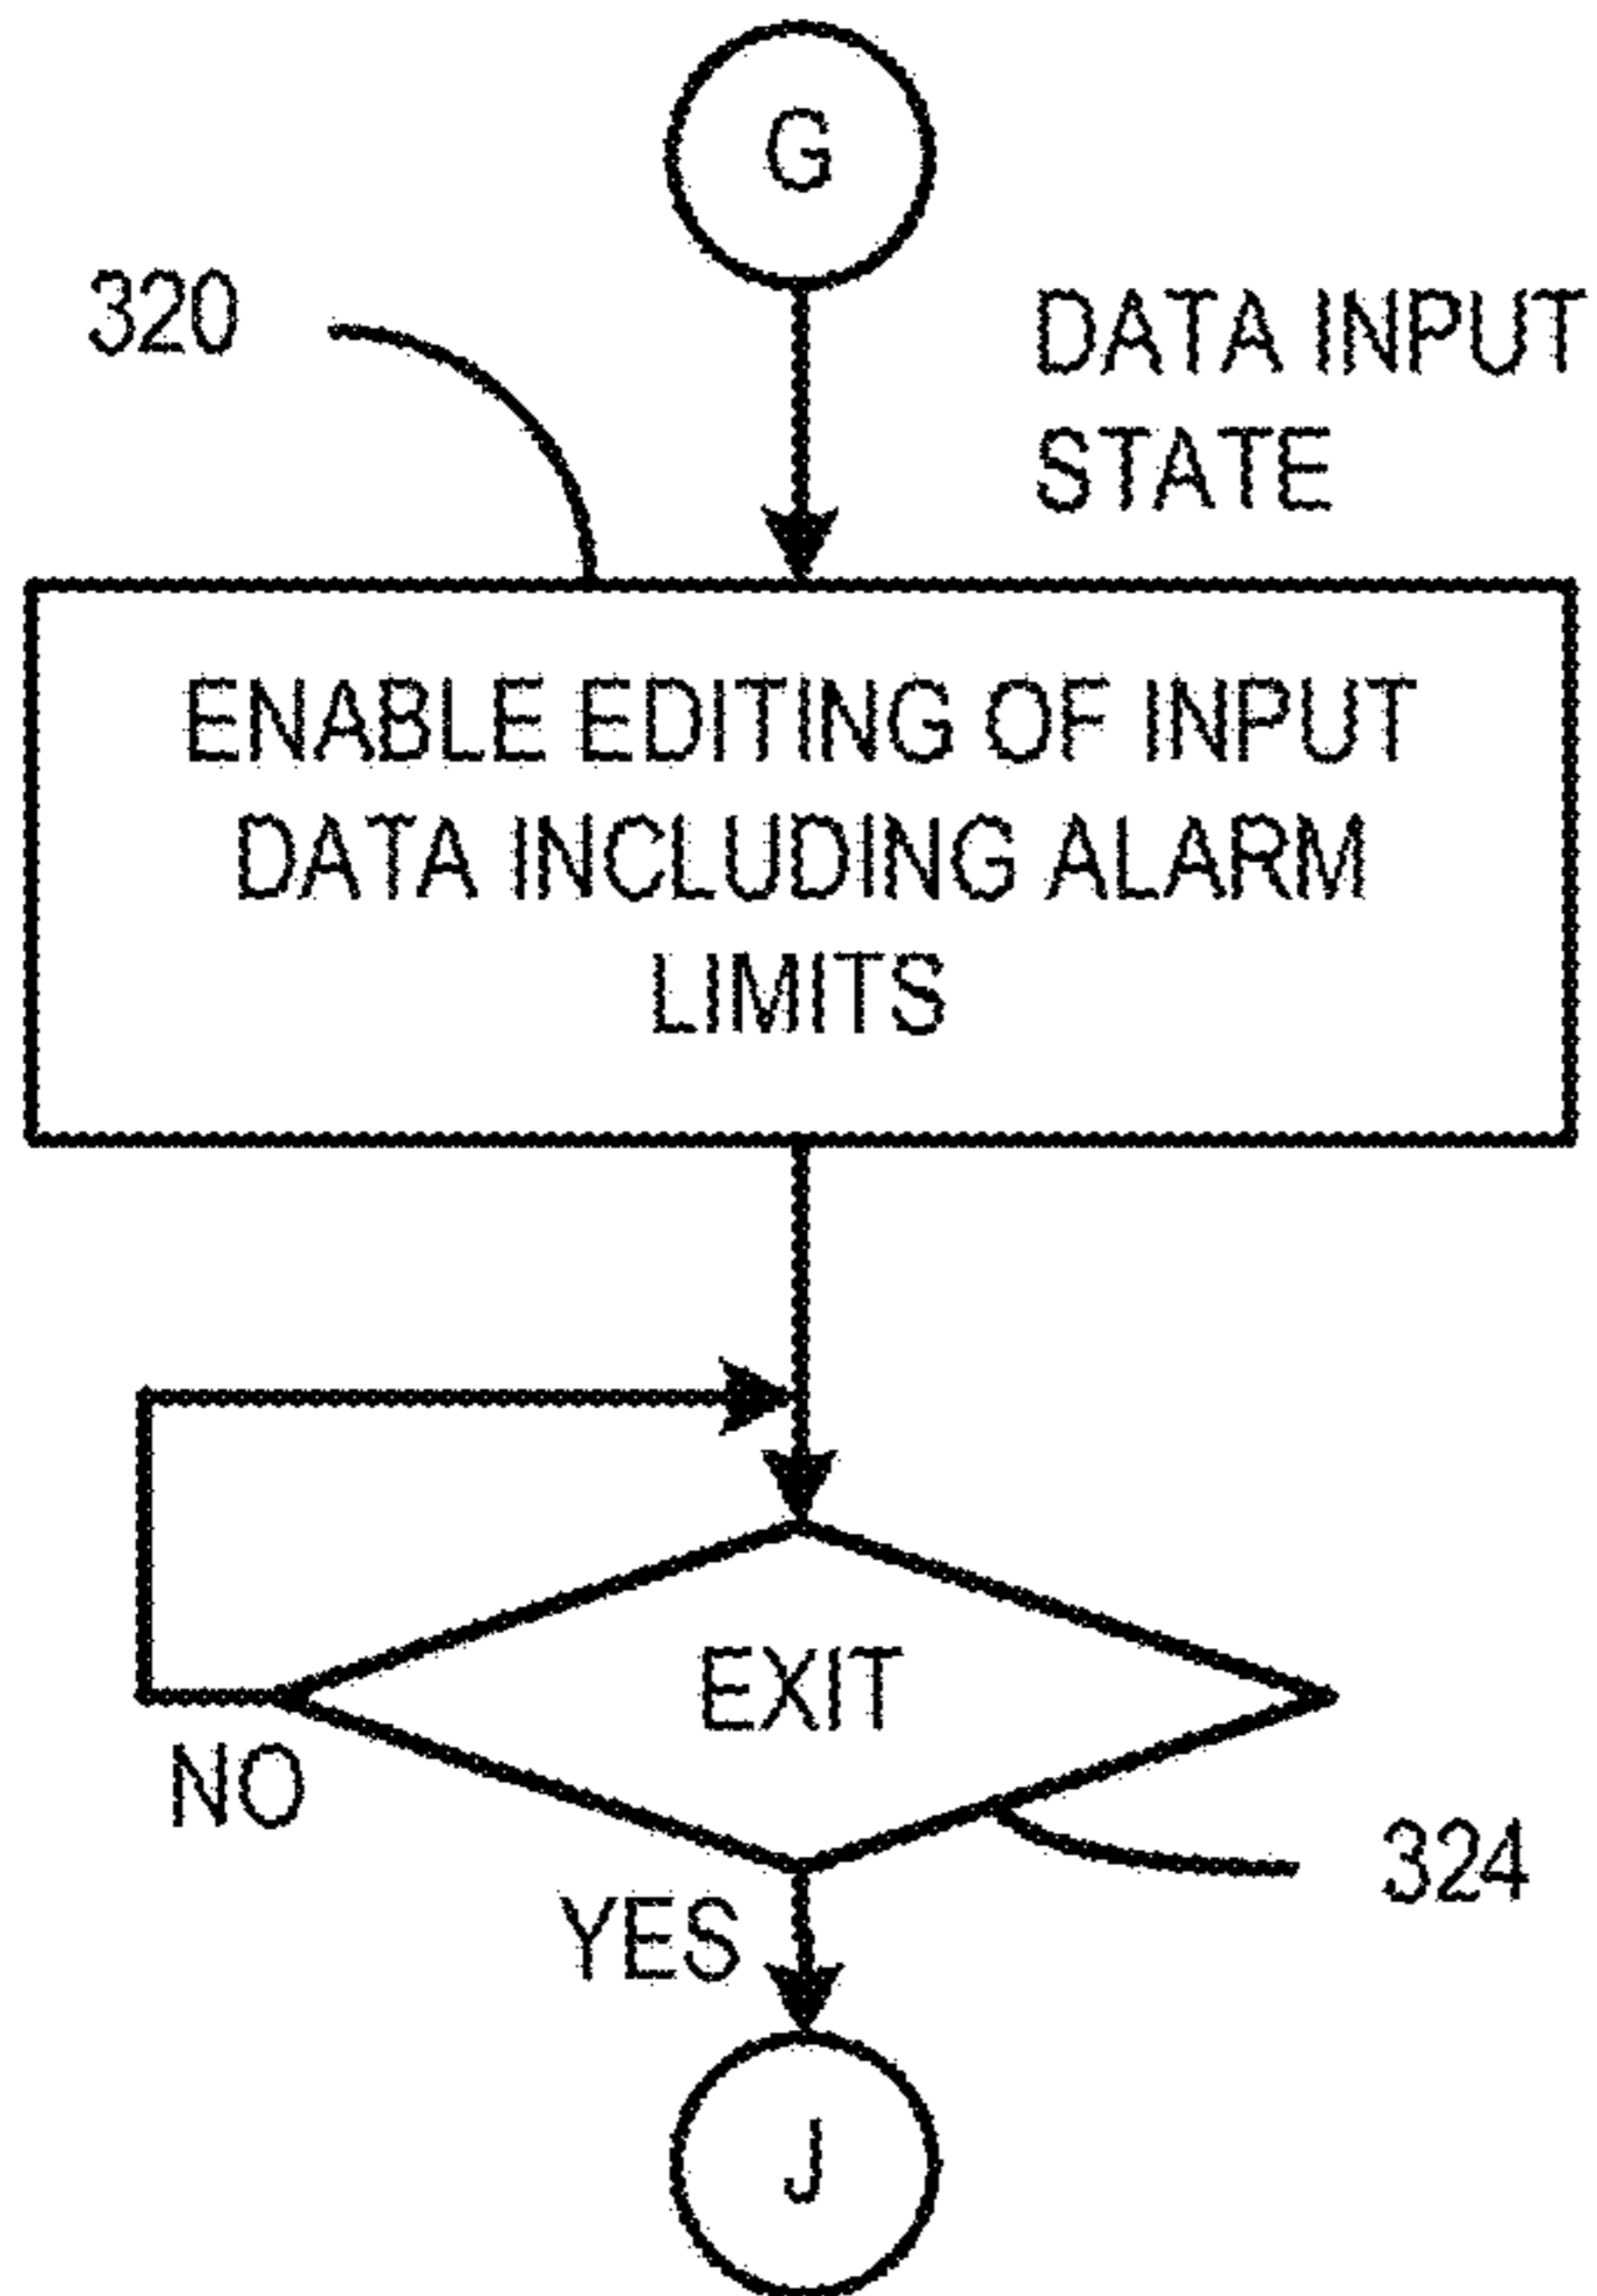 G
320
DATA INPUT
STATE
ENABLE EDITING OF INPUT
DATA INCLUDING ALARM
LIMITS
EXIT
NO
324
YES
J